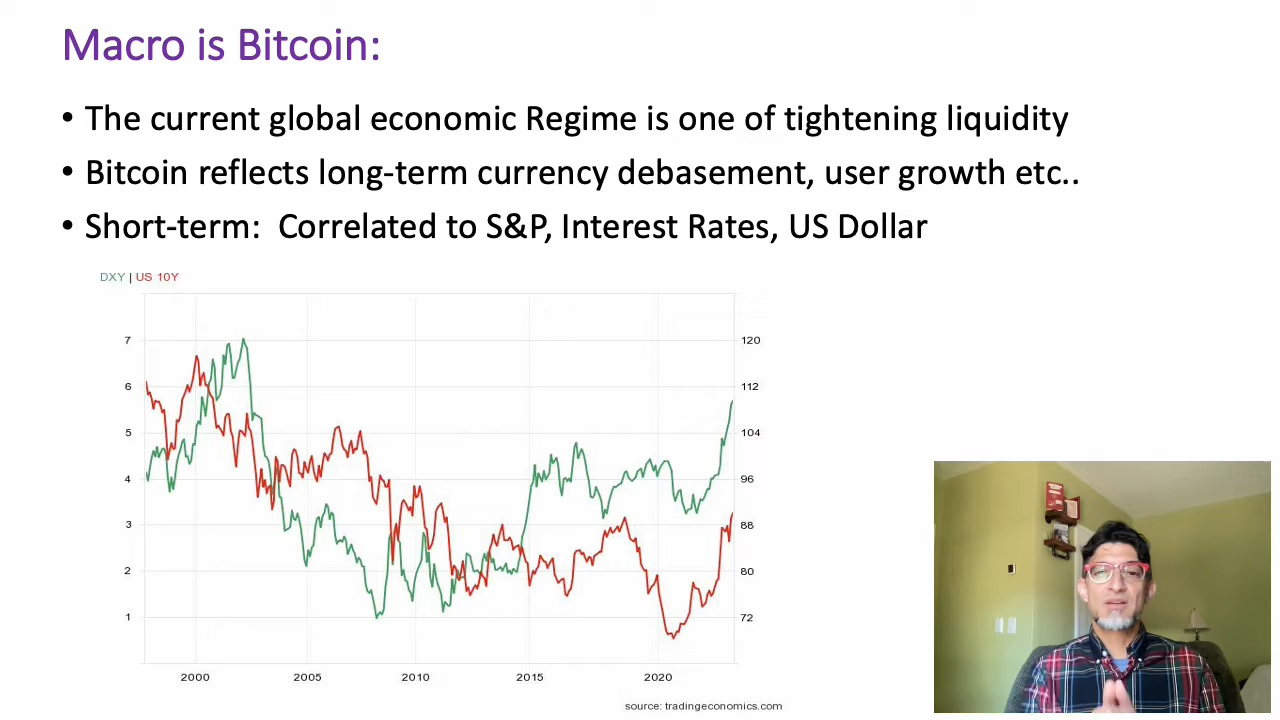 Macro is Bitcoin:
• The current global economic Regime is one of tightening liquidity
• Bitcoin reflects long-term currency debasement, user growth etc..
• Short-term:  Correlated to S&P, Interest Rates, US Dollar
DXY | US 10Y
7 120
6 112
5 104
4 96
3 88
2 80
1 72
2000 2005 2010 2015 2020
source: tradingeconomics.com